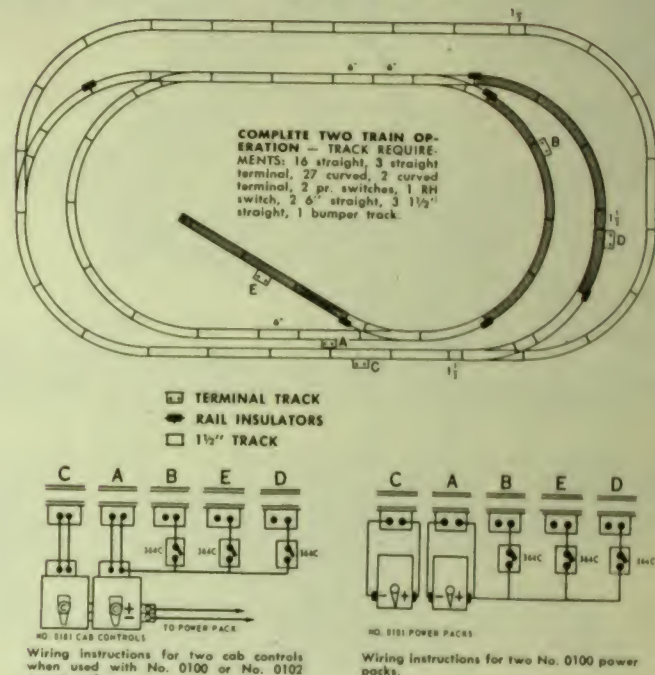 1½
6" 6"
COMPLETE TWO TRAIN OP-
ERATION — TRACK REQUIRE-
MENTS: 16 straight, 3 straight
terminal, 27 curved, 2 curved
terminal, 2 pr. switches, 1 RH
switch, 2 6" straight, 3 1½"
straight, 1 bumper track.
B
1½
D
E
6"
A
C
1½
TERMINAL TRACK
RAIL INSULATORS
1½" TRACK
C A B E D
364C 364C 364C
+
−
NO. 0101 CAB CONTROLS
TO POWER PACK
Wiring instructions for two cab controls
when used with No. 0100 or No. 0102
C A B E D
364C 364C 364C
− + − +
NO. 0101 POWER PACKS
Wiring instructions for two No. 0100 power
packs.